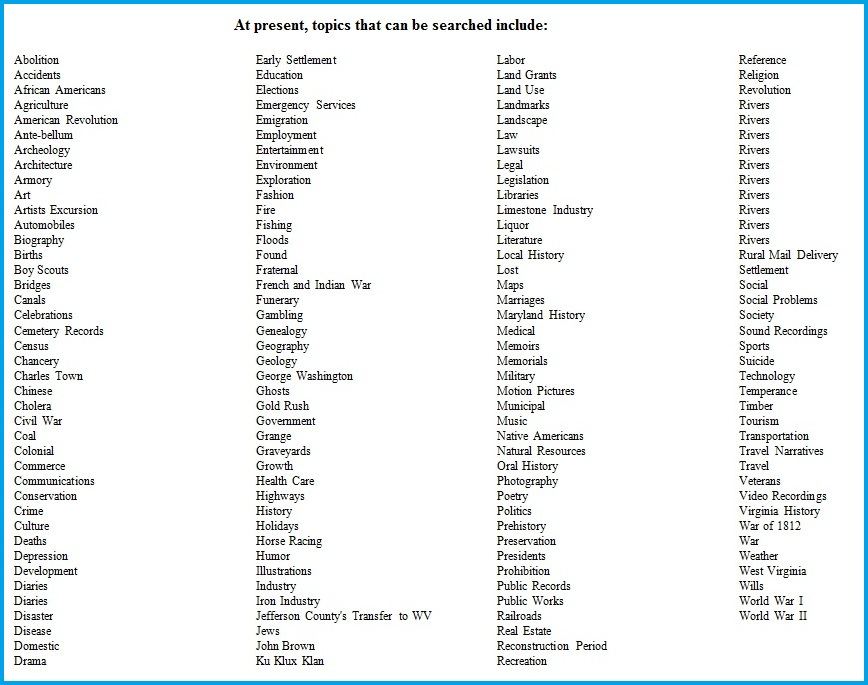 At present, topics that can be searched include:
Abolition
Accidents
African Americans
Agriculture
American Revolution
Ante-bellum
Archeology
Architecture
Armory
Art
Artists Excursion
Automobiles
Biography
Births
Boy Scouts
Bridges
Canals
Celebrations
Cemetery Records
Census
Chancery
Charles Town
Chinese
Cholera
Civil War
Coal
Colonial
Commerce
Communications
Conservation
Crime
Culture
Deaths
Depression
Development
Diaries
Diaries
Disaster
Disease
Domestic
Drama
Early Settlement
Education
Elections
Emergency Services
Emigration
Employment
Entertainment
Environment
Exploration
Fashion
Fire
Fishing
Floods
Found
Fraternal
French and Indian War
Funerary
Gambling
Genealogy
Geography
Geology
George Washington
Ghosts
Gold Rush
Government
Grange
Graveyards
Growth
Health Care
Highways
History
Holidays
Horse Racing
Humor
Illustrations
Industry
Iron Industry
Jefferson County's Transfer to WV
Jews
John Brown
Ku Klux Klan
Labor
Land Grants
Land Use
Landmarks
Landscape
Law
Lawsuits
Legal
Legislation
Libraries
Limestone Industry
Liquor
Literature
Local History
Lost
Maps
Marriages
Maryland History
Medical
Memoirs
Memorials
Military
Motion Pictures
Municipal
Music
Native Americans
Natural Resources
Oral History
Photography
Poetry
Politics
Prehistory
Preservation
Presidents
Prohibition
Public Records
Public Works
Railroads
Real Estate
Reconstruction Period
Recreation
Reference
Religion
Revolution
Rivers
Rivers
Rivers
Rivers
Rivers
Rivers
Rivers
Rivers
Rivers
Rivers
Rural Mail Delivery
Settlement
Social
Social Problems
Society
Sound Recordings
Sports
Suicide
Technology
Temperance
Timber
Tourism
Transportation
Travel Narratives
Travel
Veterans
Video Recordings
Virginia History
War of 1812
War
Weather
West Virginia
Wills
World War I
World War II